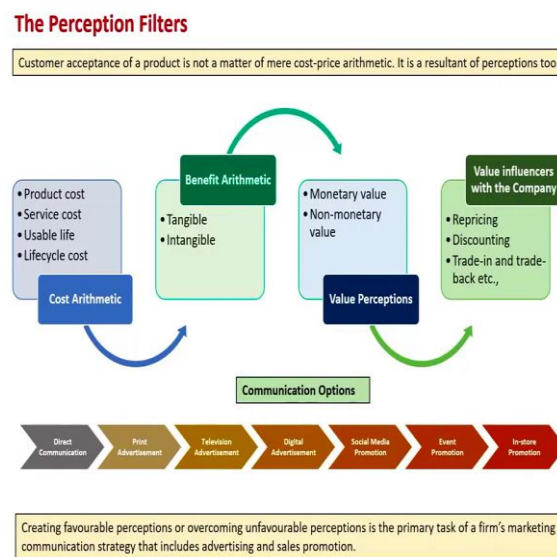 The Perception Filters
Customer acceptance of a product is not a matter of mere cost-price arithmetic. It is a resultant of perceptions too
• Product cost
• Service cost
• Usable life
• Lifecycle cost
Cost Arithmetic
Benefit Arithmetic
• Tangible
• Intangible
• Monetary value
• Non-monetary
value
Value Perceptions
Value influencers
with the Company
• Repricing
• Discounting
• Trade-in and trade-
back etc.,
Communication Options
Direct
Communication
Print
Advertisement
Television
Advertisement
Digital
Advertisement
Social Media
Promotion
Event
Promotion
In-store
Promotion
Creating favourable perceptions or overcoming unfavourable perceptions is the primary task of a firm's marketing
communication strategy that includes advertising and sales promotion.